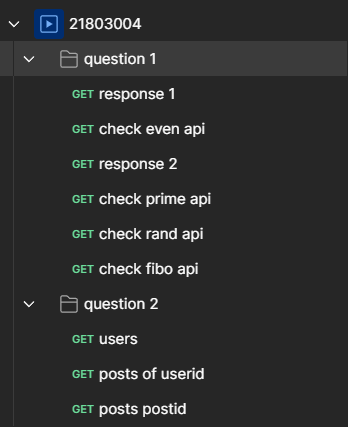 21803004
question 1
GET response 1
GET check even api
GET response 2
GET check prime api
GET check rand api
GET check fibo api
question 2
GET users
GET posts of userid
GET posts postid